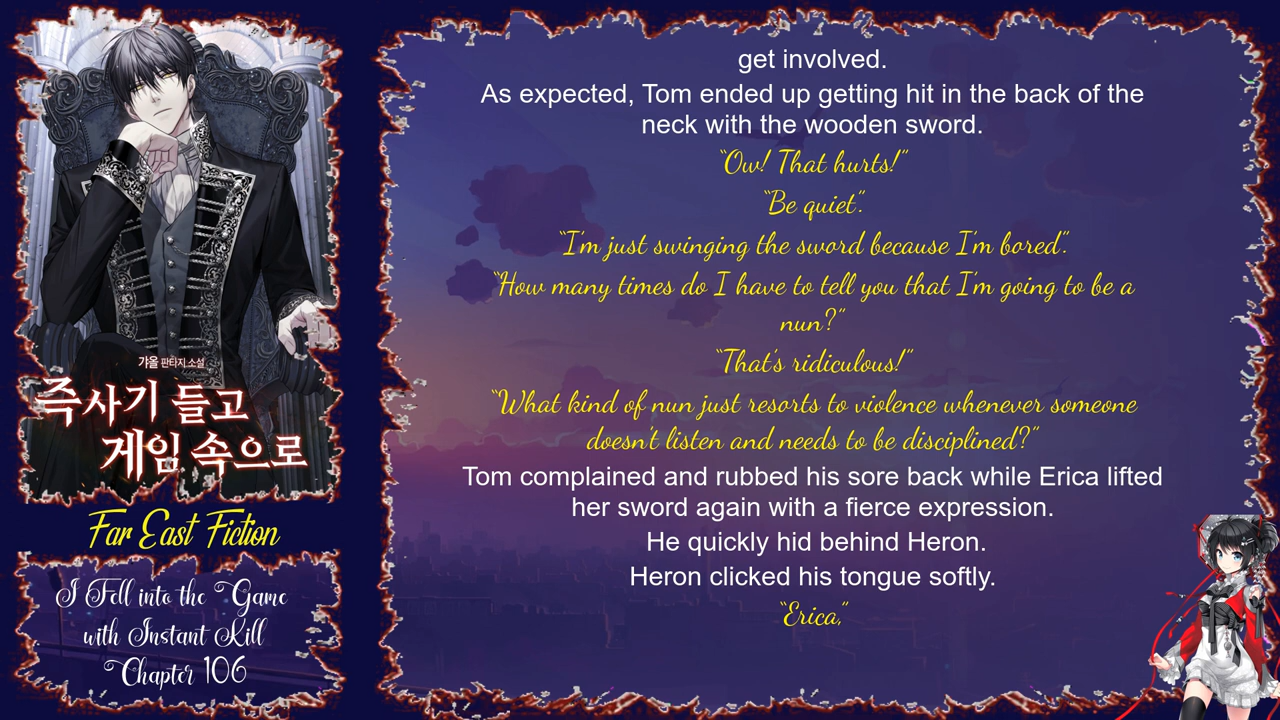 갸올 판타지 소설
즉사기 들고
게임 속으로
Far East Fiction
I Fell into the Game
with Instant Kill
Chapter 106
get involved.
As expected, Tom ended up getting hit in the back of the
neck with the wooden sword.
“Ow! That hurts!”
“Be quiet”.
“I’m just swinging the sword because I’m bored”.
“How many times do I have to tell you that I’m going to be a
nun?”
“That’s ridiculous!”
“What kind of nun just resorts to violence whenever someone
doesn’t listen and needs to be disciplined?”
Tom complained and rubbed his sore back while Erica lifted
her sword again with a fierce expression.
He quickly hid behind Heron.
Heron clicked his tongue softly.
“Erica,”